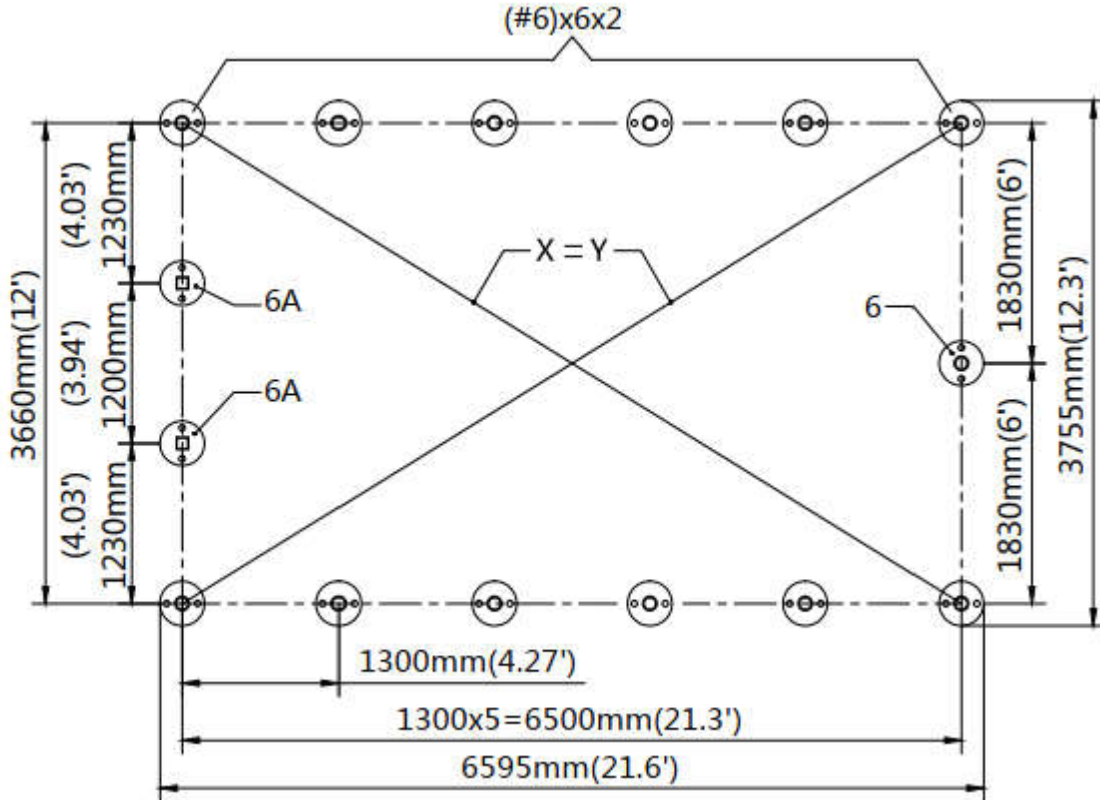 (#6)x6x2
(4.03')
1230mm
3660mm(12')
(3.94')
1200mm
(4.03')
1230mm
6A
6A
X = Y
6
1830mm(6')
1830mm(6')
3755mm(12.3')
1300mm(4.27')
1300x5=6500mm(21.3')
6595mm(21.6')